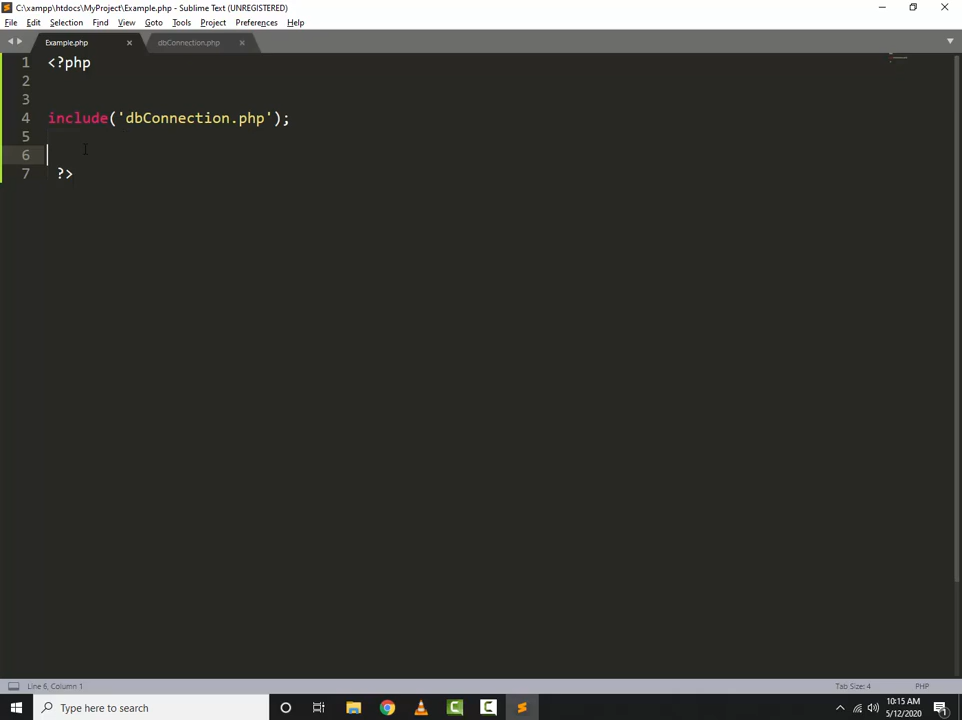 C:\xampp\htdocs\MyProject\Example.php - Sublime Text (UNREGISTERED)
File Edit Selection Find View Goto Tools Project Preferences Help
Example.php dbConnection.php
1 <?php
2
3
4 include('dbConnection.php');
5
6
7 ?>
Line 6, Column 1 Tab Size: 4 PHP
Type here to search
10:15 AM
5/12/2020
1